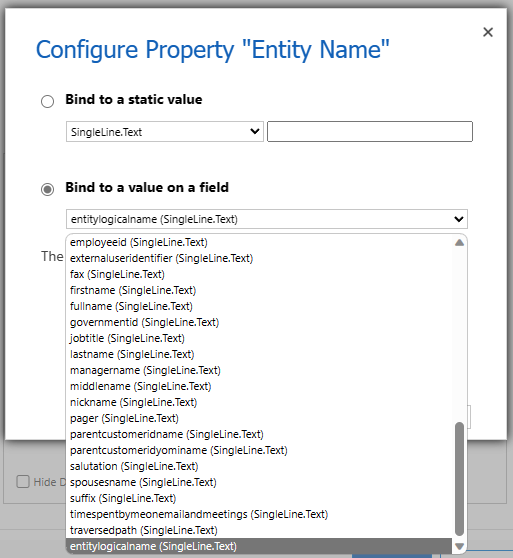 Configure Property "Entity Name"
Bind to a static value
SingleLine.Text
Bind to a value on a field
entitylogicalname (SingleLine.Text)
The
employeeid (SingleLine.Text)
externaluseridentifier (SingleLine.Text)
fax (SingleLine.Text)
firstname (SingleLine.Text)
fullname (SingleLine.Text)
governmentid (SingleLine.Text)
jobtitle (SingleLine.Text)
lastname (SingleLine.Text)
managername (SingleLine.Text)
middlename (SingleLine.Text)
nickname (SingleLine.Text)
pager (SingleLine.Text)
parentcustomeridname (SingleLine.Text)
parentcustomeridyominame (SingleLine.Text)
salutation (SingleLine.Text)
spousesname (SingleLine.Text)
suffix (SingleLine.Text)
timespentbymeonemailandmeetings (SingleLine.Text)
traversedpath (SingleLine.Text)
entitylogicalname (SingleLine.Text)
Hide D